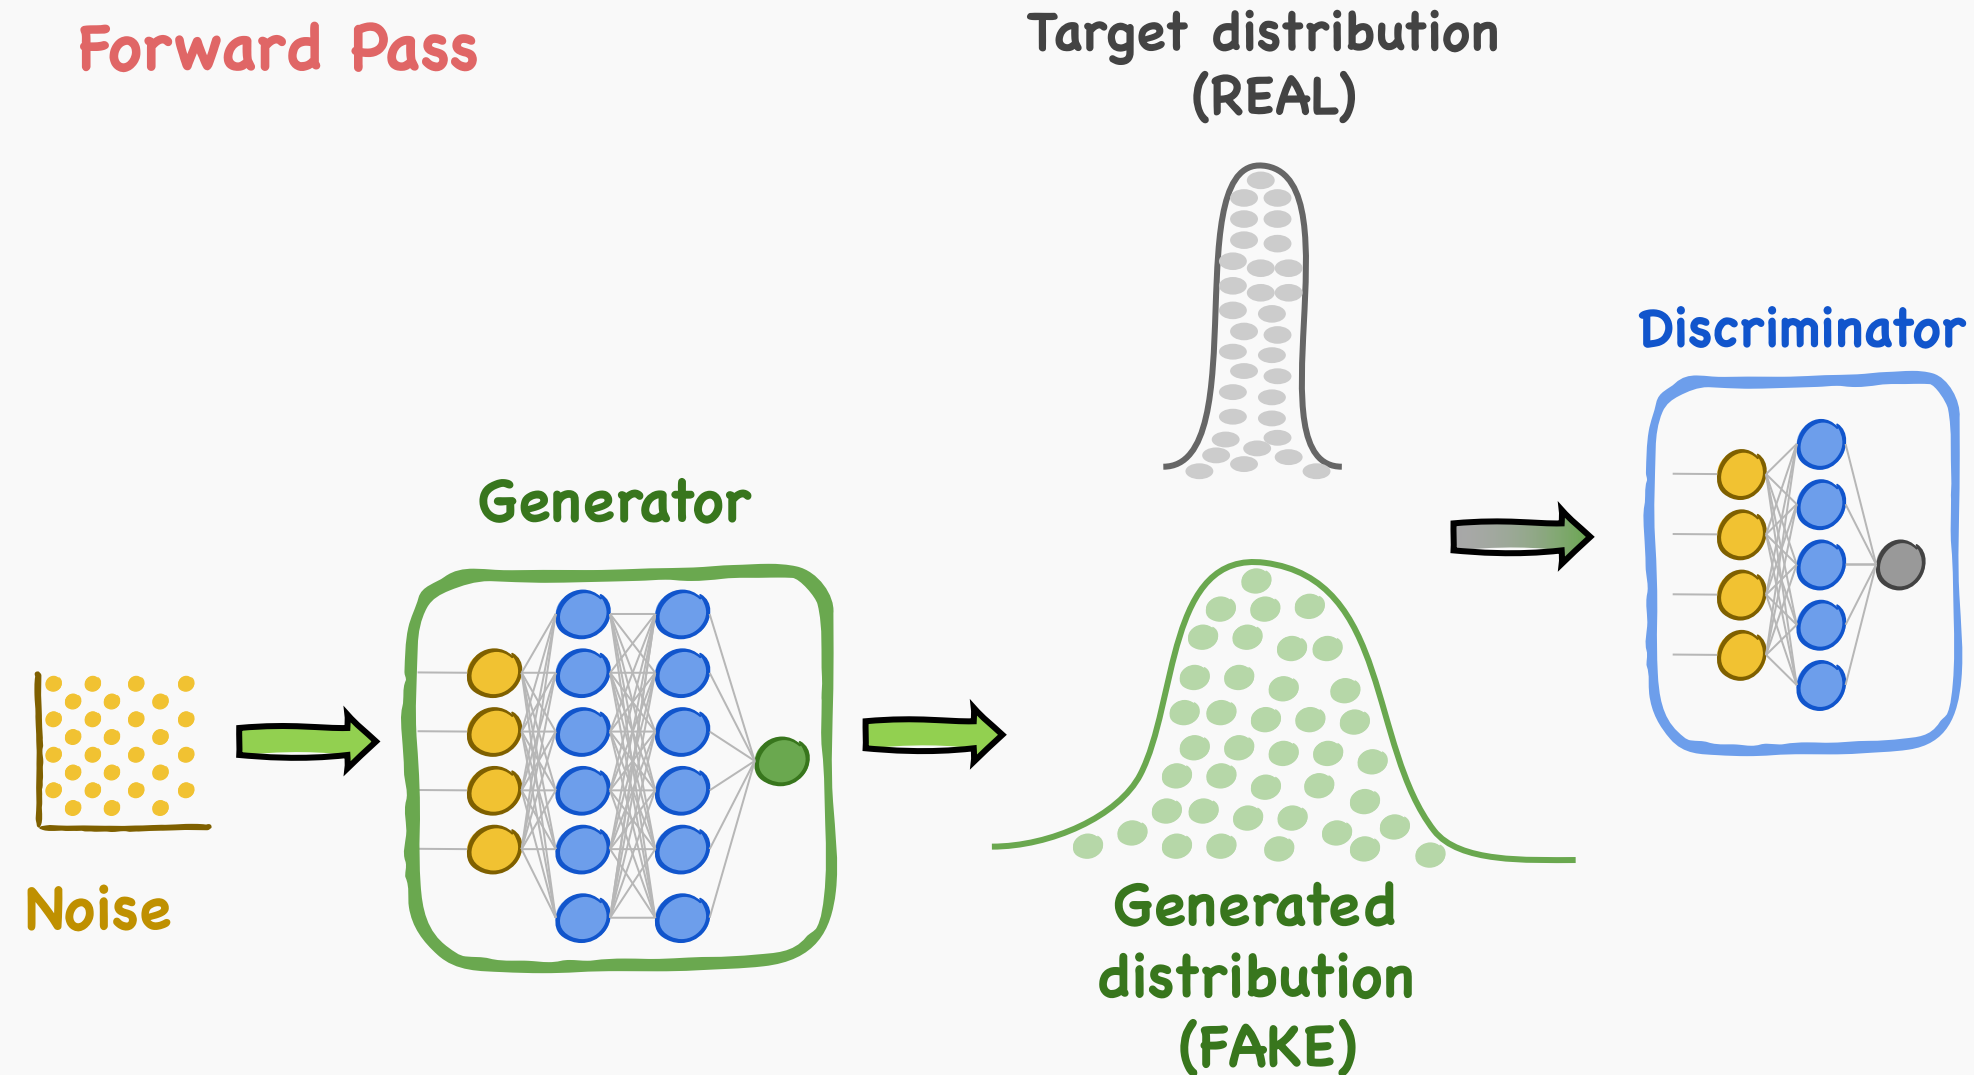 Forward Pass
Target distribution
(REAL)
Discriminator
Generator
Noise
Generated
distribution
(FAKE)